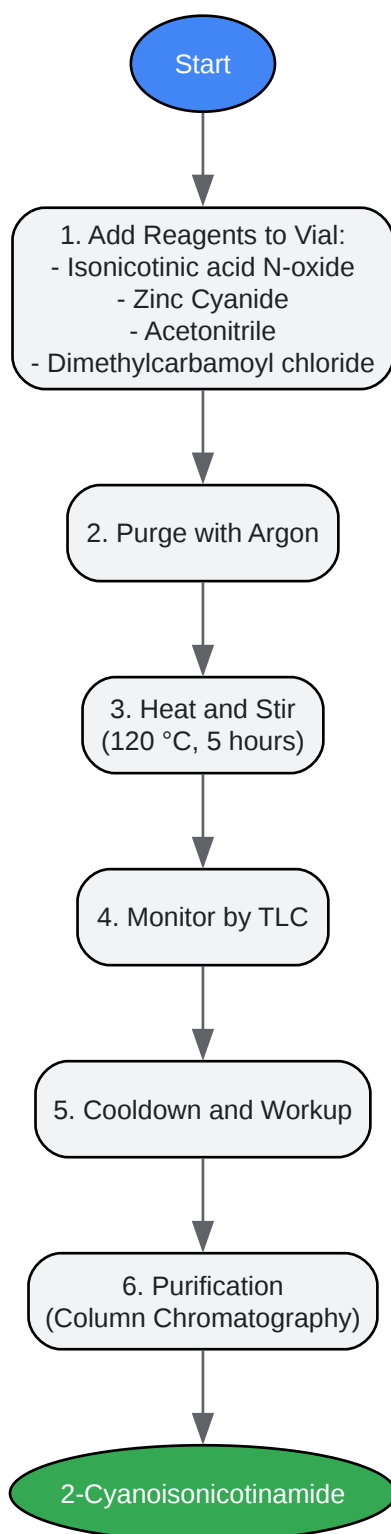 Start
1. Add Reagents to Vial:
- Isonicotinic acid N-oxide
- Zinc Cyanide
- Acetonitrile
- Dimethylcarbamoyl chloride
2. Purge with Argon
3. Heat and Stir
(120 °C, 5 hours)
4. Monitor by TLC
5. Cooldown and Workup
6. Purification
(Column Chromatography)
2-Cyanoisonicotinamide